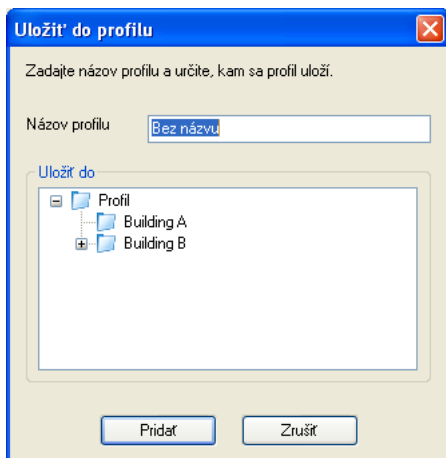 Uložiť do profilu
Zadajte názov profilu a určite, kam sa profil uloží.
Názov profilu
Bez názvu
Uložiť do
Profil
Building A
Building B
Pridať
Zrušiť